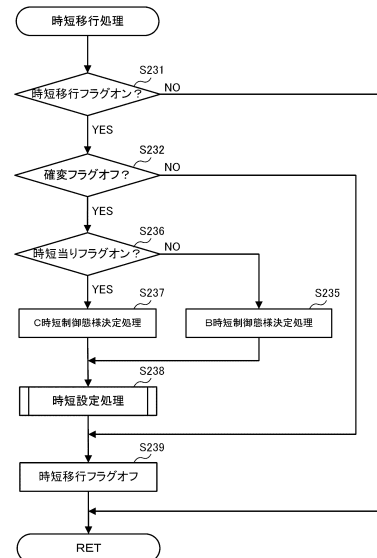 時短移行処理
S231
時短移行フラグオン？
NO
YES
S232
確変フラグオフ？
NO
YES
S236
時短当りフラグオン？
NO
YES
S237
C時短制御態様決定処理
S235
B時短制御態様決定処理
S238
時短設定処理
S239
時短移行フラグオフ
RET